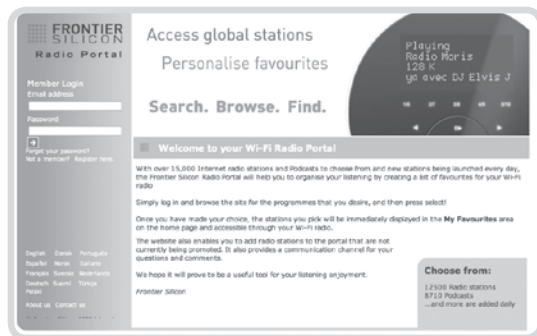 FRONTIER
SILICON
Radio Portal
Member Login
Email address
Password
Forgot your password?
Not a member? Register here.
English Dansk Português
Español Norsk Italiano
Français Svensk Nederlands
Deutsch Suomi Türkçe
Polski
About us Contact us
Access global stations
Personalise favourites
Search. Browse. Find.
Playing
Radio Moris
128 K
yo avec DJ Elvis J
Welcome to your Wi-Fi Radio Portal
With over 15,000 Internet radio stations and Podcasts to choose from and new stations being launched every day,
the Frontier Silicon Radio Portal will help you to organise your listening by creating a list of favourites for your Wi-Fi
radio
Simply log in and browse the site for the programmes that you desire, and then press select!
Once you have made your choice, the stations you pick will be immediately displayed in the My Favourites area
on the home page and accessible through your Wi-Fi radio.
The website also enables you to add radio stations to the portal that are not
currently being promoted. It also provides a communication channel for your
questions and comments.
We hope it will prove to be a useful tool for your listening enjoyment.
Frontier Silicon
Choose from:
12500 Radio stations
8710 Podcasts
...and more are added daily